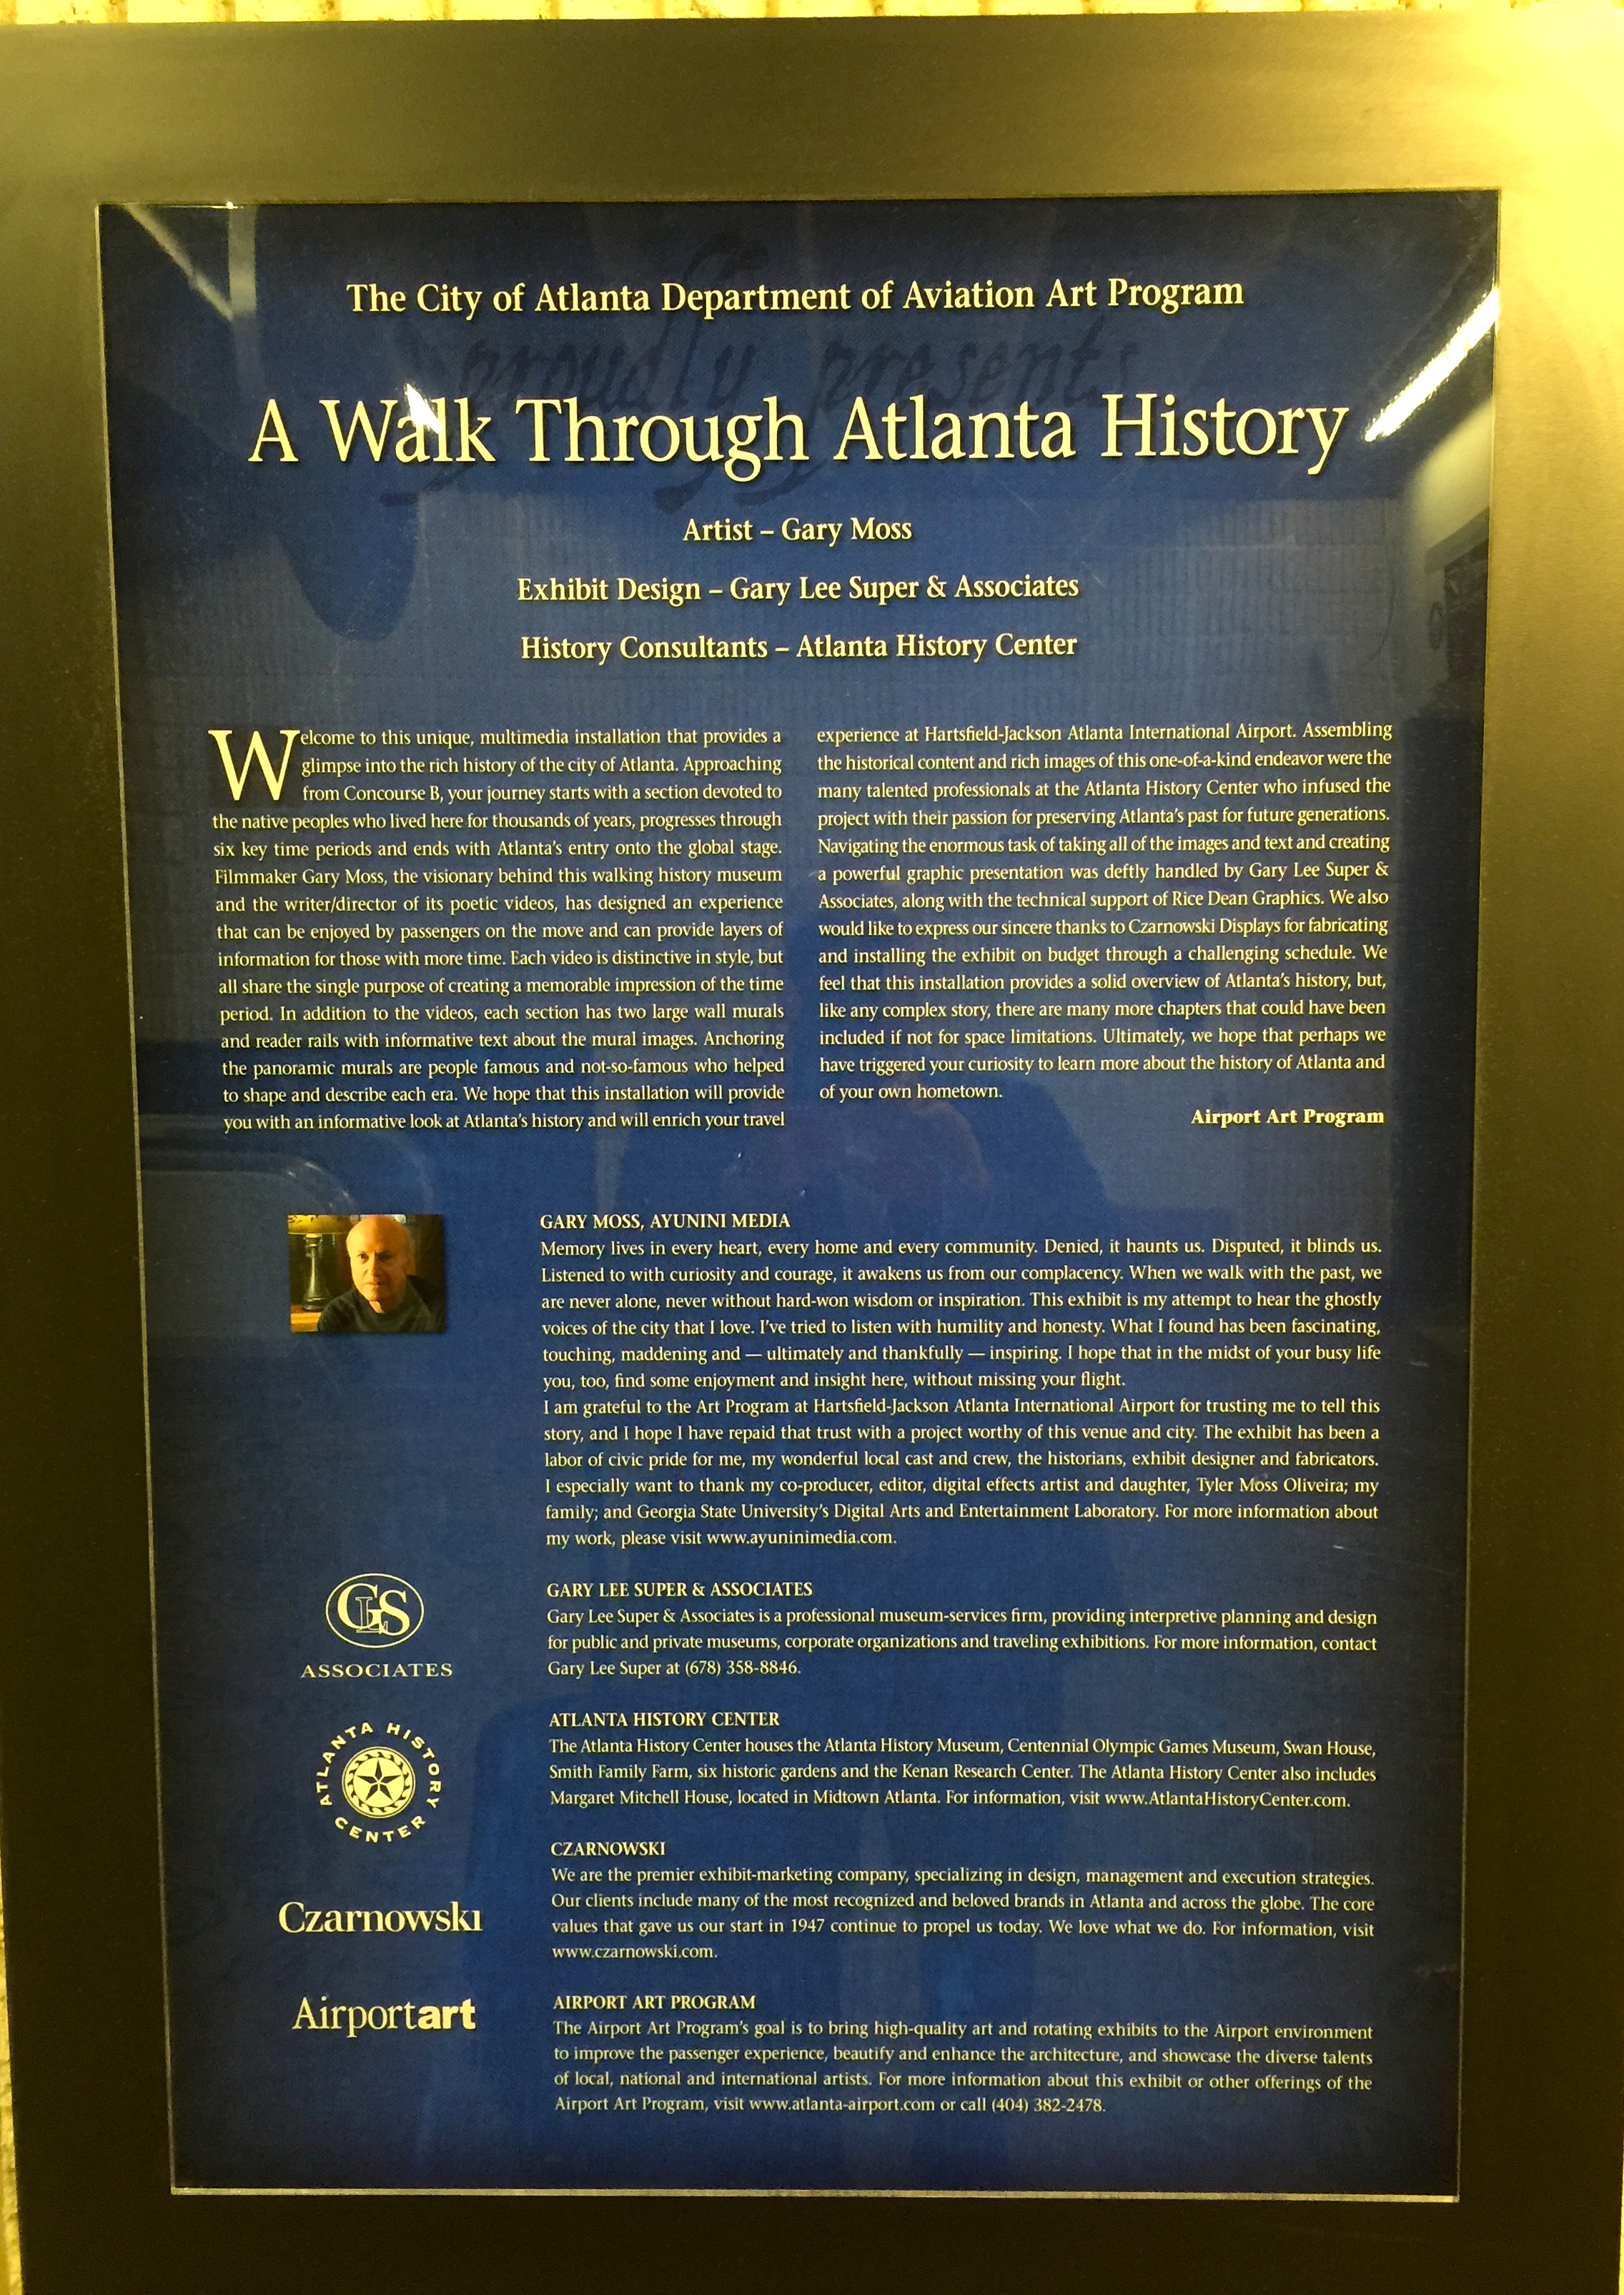 The City of Atlanta Department of Aviation Art Program
proudly presents
A Walk Through Atlanta History
Artist – Gary Moss
Exhibit Design – Gary Lee Super & Associates
History Consultants – Atlanta History Center
Welcome to this unique, multimedia installation that provides a
glimpse into the rich history of the city of Atlanta. Approaching
from Concourse B, your journey starts with a section devoted to
the native peoples who lived here for thousands of years, progresses through
six key time periods and ends with Atlanta's entry onto the global stage.
Filmmaker Gary Moss, the visionary behind this walking history museum
and the writer/director of its poetic videos, has designed an experience
that can be enjoyed by passengers on the move and can provide layers of
information for those with more time. Each video is distinctive in style, but
all share the single purpose of creating a memorable impression of the time
period. In addition to the videos, each section has two large wall murals
and reader rails with informative text about the mural images. Anchoring
the panoramic murals are people famous and not-so-famous who helped
to shape and describe each era. We hope that this installation will provide
you with an informative look at Atlanta's history and will enrich your travel
experience at Hartsfield-Jackson Atlanta International Airport. Assembling
the historical content and rich images of this one-of-a-kind endeavor were the
many talented professionals at the Atlanta History Center who infused the
project with their passion for preserving Atlanta's past for future generations.
Navigating the enormous task of taking all of the images and text and creating
a powerful graphic presentation was deftly handled by Gary Lee Super &
Associates, along with the technical support of Rice Dean Graphics. We also
would like to express our sincere thanks to Czarnowski Displays for fabricating
and installing the exhibit on budget through a challenging schedule. We
feel that this installation provides a solid overview of Atlanta's history, but,
like any complex story, there are many more chapters that could have been
included if not for space limitations. Ultimately, we hope that perhaps we
have triggered your curiosity to learn more about the history of Atlanta and
of your own hometown.
Airport Art Program
GARY MOSS, AYUNINI MEDIA
Memory lives in every heart, every home and every community. Denied, it haunts us. Disputed, it blinds us.
Listened to with curiosity and courage, it awakens us from our complacency. When we walk with the past, we
are never alone, never without hard-won wisdom or inspiration. This exhibit is my attempt to hear the ghostly
voices of the city that I love. I've tried to listen with humility and honesty. What I found has been fascinating,
touching, maddening and — ultimately and thankfully — inspiring. I hope that in the midst of your busy life
you, too, find some enjoyment and insight here, without missing your flight.
I am grateful to the Art Program at Hartsfield-Jackson Atlanta International Airport for trusting me to tell this
story, and I hope I have repaid that trust with a project worthy of this venue and city. The exhibit has been a
labor of civic pride for me, my wonderful local cast and crew, the historians, exhibit designer and fabricators.
I especially want to thank my co-producer, editor, digital effects artist and daughter, Tyler Moss Oliveira; my
family; and Georgia State University's Digital Arts and Entertainment Laboratory. For more information about
my work, please visit www.ayuninimedia.com.
GLS
ASSOCIATES
GARY LEE SUPER & ASSOCIATES
Gary Lee Super & Associates is a professional museum-services firm, providing interpretive planning and design
for public and private museums, corporate organizations and traveling exhibitions. For more information, contact
Gary Lee Super at (678) 358-8846.
ATLANTA HISTORY CENTER
ATLANTA HISTORY CENTER
The Atlanta History Center houses the Atlanta History Museum, Centennial Olympic Games Museum, Swan House,
Smith Family Farm, six historic gardens and the Kenan Research Center. The Atlanta History Center also includes
Margaret Mitchell House, located in Midtown Atlanta. For information, visit www.AtlantaHistoryCenter.com.
Czarnowski
CZARNOWSKI
We are the premier exhibit-marketing company, specializing in design, management and execution strategies.
Our clients include many of the most recognized and beloved brands in Atlanta and across the globe. The core
values that gave us our start in 1947 continue to propel us today. We love what we do. For information, visit
www.czarnowski.com.
Airportart
AIRPORT ART PROGRAM
The Airport Art Program's goal is to bring high-quality art and rotating exhibits to the Airport environment
to improve the passenger experience, beautify and enhance the architecture, and showcase the diverse talents
of local, national and international artists. For more information about this exhibit or other offerings of the
Airport Art Program, visit www.atlanta-airport.com or call (404) 382-2478.